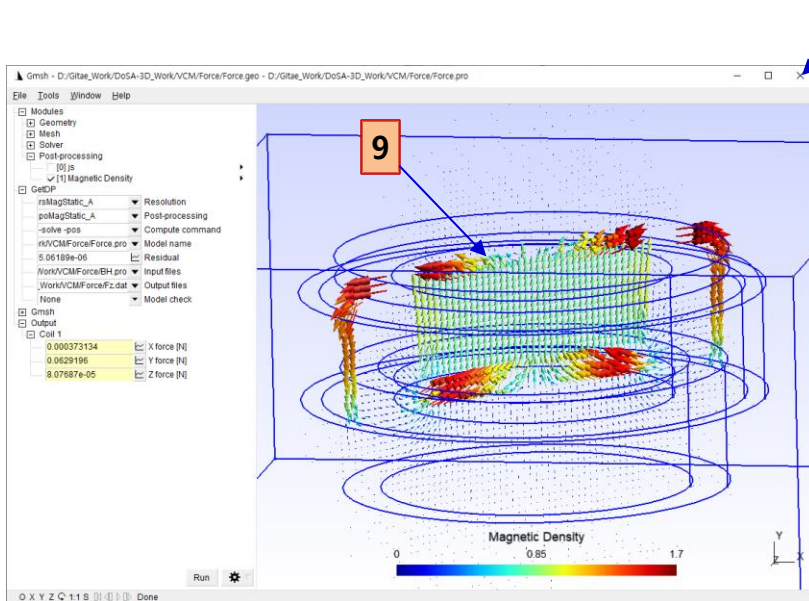 Gmsh - D:/Gitae_Work/DoSA-3D_Work/VCM/Force/Force.geo - D:/Gitae_Work/DoSA-3D_Work/VCM/Force/Force.pro
File Tools Window Help
Modules
Geometry
Mesh
Solver
Post-processing
[0] js
[1] Magnetic Density
GetDP
rsMagStatic_A Resolution
poMagStatic_A Post-processing
-solve -pos Compute command
rk/VCM/Force/Force.pro Model name
5.06189e-06 Residual
/Work/VCM/Force/BH.pro Input files
_Work/VCM/Force/Fz.dat Output files
None Model check
Gmsh
Output
Coil 1
0.000373134 X force [N]
0.0629196 Y force [N]
8.07687e-05 Z force [N]
Run
9
Magnetic Density
0 0.85 1.7
Y
Z X
O X Y Z 1:1 S Done